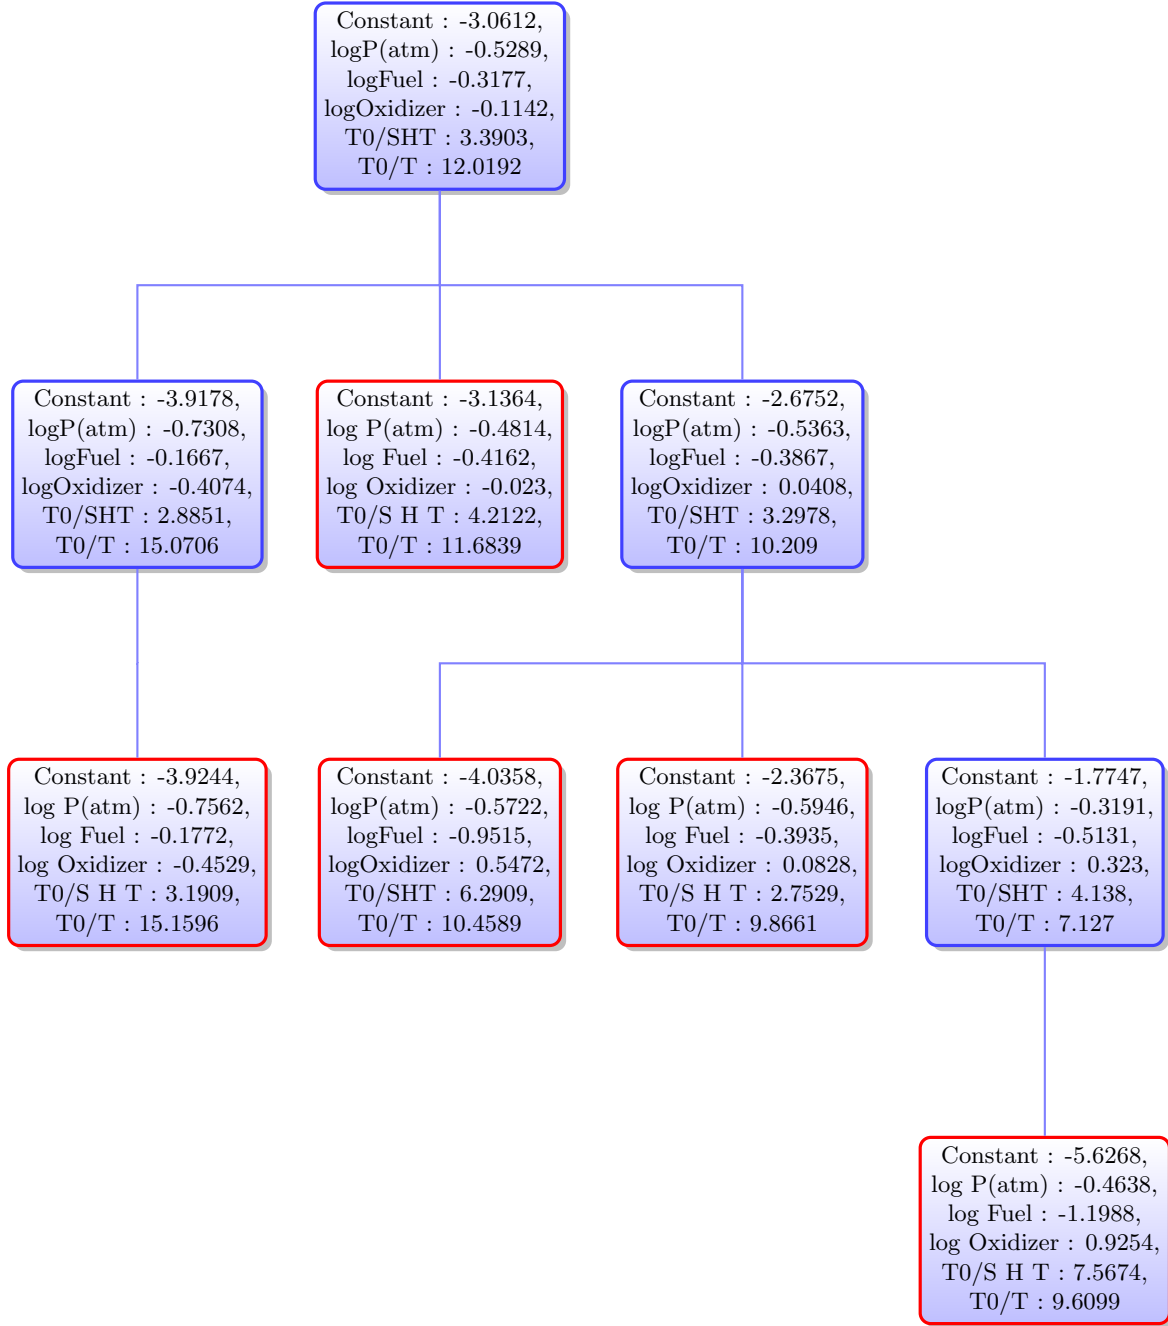 Constant : -3.0612,
logP(atm) : -0.5289,
logFuel : -0.3177,
logOxidizer : -0.1142,
T0/SHT : 3.3903,
T0/T : 12.0192
Constant : -3.9178,
logP(atm) : -0.7308,
logFuel : -0.1667,
logOxidizer : -0.4074,
T0/SHT : 2.8851,
T0/T : 15.0706
Constant : -3.1364,
log P(atm) : -0.4814,
log Fuel : -0.4162,
log Oxidizer : -0.023,
T0/S H T : 4.2122,
T0/T : 11.6839
Constant : -2.6752,
logP(atm) : -0.5363,
logFuel : -0.3867,
logOxidizer : 0.0408,
T0/SHT : 3.2978,
T0/T : 10.209
Constant : -3.9244,
log P(atm) : -0.7562,
log Fuel : -0.1772,
log Oxidizer : -0.4529,
T0/S H T : 3.1909,
T0/T : 15.1596
Constant : -4.0358,
logP(atm) : -0.5722,
logFuel : -0.9515,
logOxidizer : 0.5472,
T0/SHT : 6.2909,
T0/T : 10.4589
Constant : -2.3675,
log P(atm) : -0.5946,
log Fuel : -0.3935,
log Oxidizer : 0.0828,
T0/S H T : 2.7529,
T0/T : 9.8661
Constant : -1.7747,
logP(atm) : -0.3191,
logFuel : -0.5131,
logOxidizer : 0.323,
T0/SHT : 4.138,
T0/T : 7.127
Constant : -5.6268,
log P(atm) : -0.4638,
log Fuel : -1.1988,
log Oxidizer : 0.9254,
T0/S H T : 7.5674,
T0/T : 9.6099